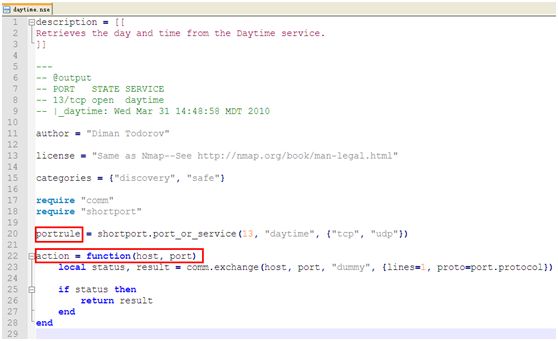 daytime.nse
1 description = [[
2 Retrieves the day and time from the Daytime service.
3 ]]
4
5 ---
6 -- @output
7 -- PORT   STATE SERVICE
8 -- 13/tcp open  daytime
9 -- |_daytime: Wed Mar 31 14:48:58 MDT 2010
10
11 author = "Diman Todorov"
12
13 license = "Same as Nmap--See http://nmap.org/book/man-legal.html"
14
15 categories = {"discovery", "safe"}
16
17 require "comm"
18 require "shortport"
19
20 portrule = shortport.port_or_service(13, "daytime", {"tcp", "udp"})
21
22 action = function(host, port)
23     local status, result = comm.exchange(host, port, "dummy", {lines=1, proto=port.protocol})
24
25     if status then
26         return result
27     end
28 end
29